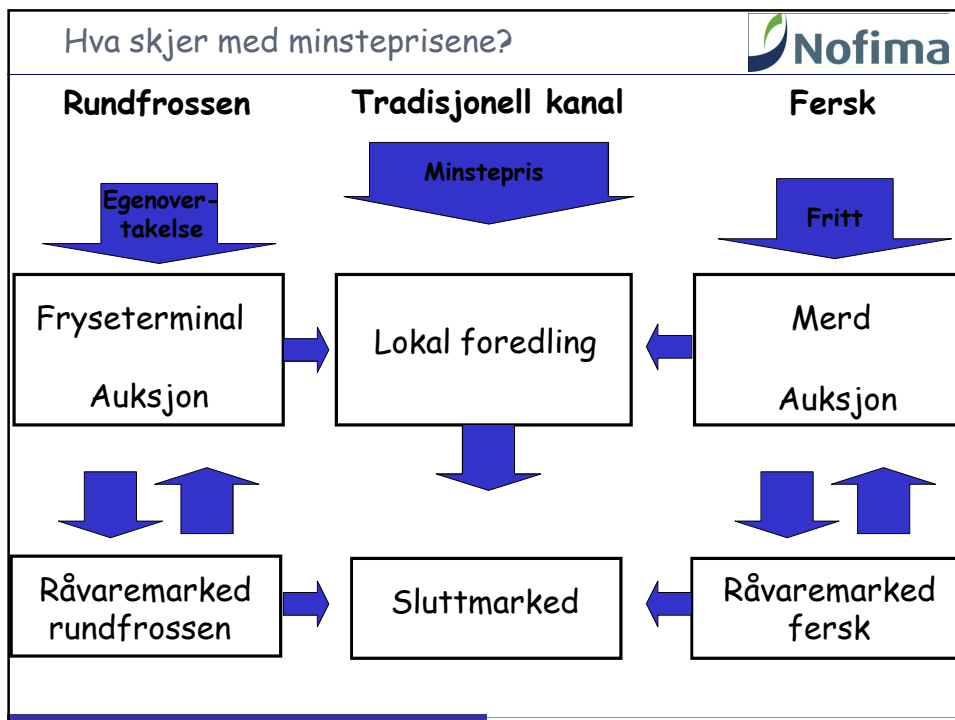 Hva skjer med minsteprisene?
Nofima
Rundfrossen
Tradisjonell kanal
Fersk
Egenover-
takelse
Minstepris
Fritt
Fryseterminal
Auksjon
Lokal foredling
Merd
Auksjon
Råvaremarked
rundfrossen
Sluttmarked
Råvaremarked
fersk